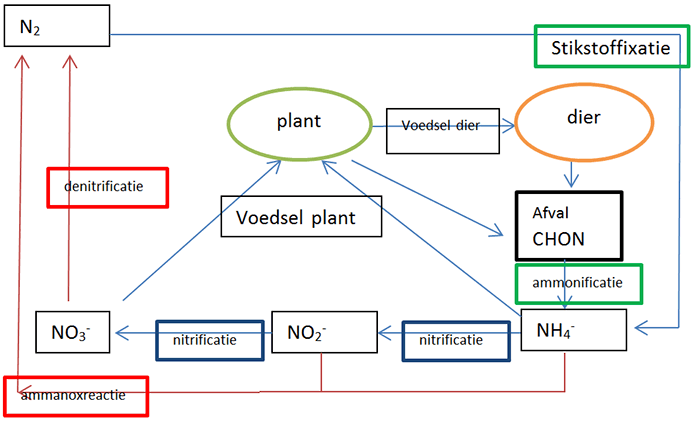 N₂
Stikstoffixatie
plant
Voedsel dier
dier
denitrificatie
Voedsel plant
Afval
CHON
ammonificatie
NO₃⁻
nitrificatie
NO₂⁻
nitrificatie
NH₄⁻
ammanoxreactie